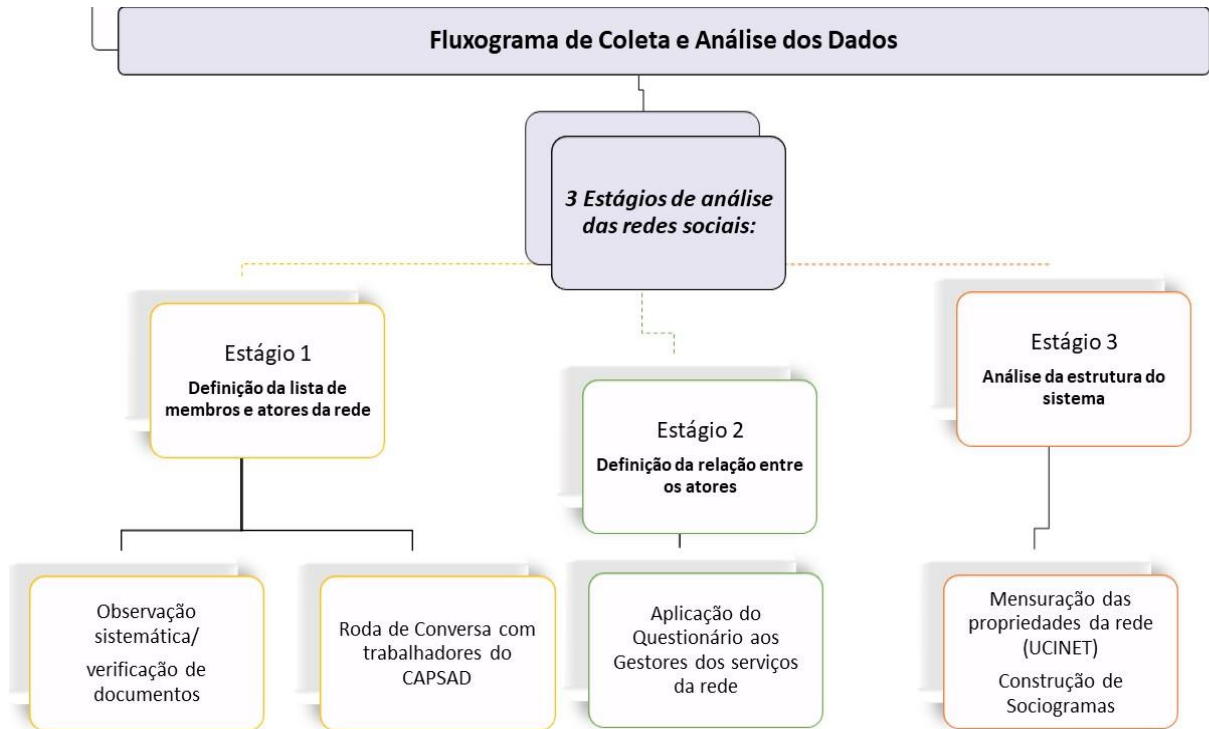 Fluxograma de Coleta e Análise dos Dados
3 Estágios de análise
das redes sociais:
Estágio 1
Definição da lista de
membros e atores da rede
Estágio 2
Definição da relação entre
os atores
Estágio 3
Análise da estrutura do
sistema
Observação
sistemática/
verificação de
documentos
Roda de Conversa com
trabalhadores do
CAPSAD
Aplicação do
Questionário aos
Gestores dos serviços
da rede
Mensuração das
propriedades da rede
(UCINET)
Construção de
Sociogramas